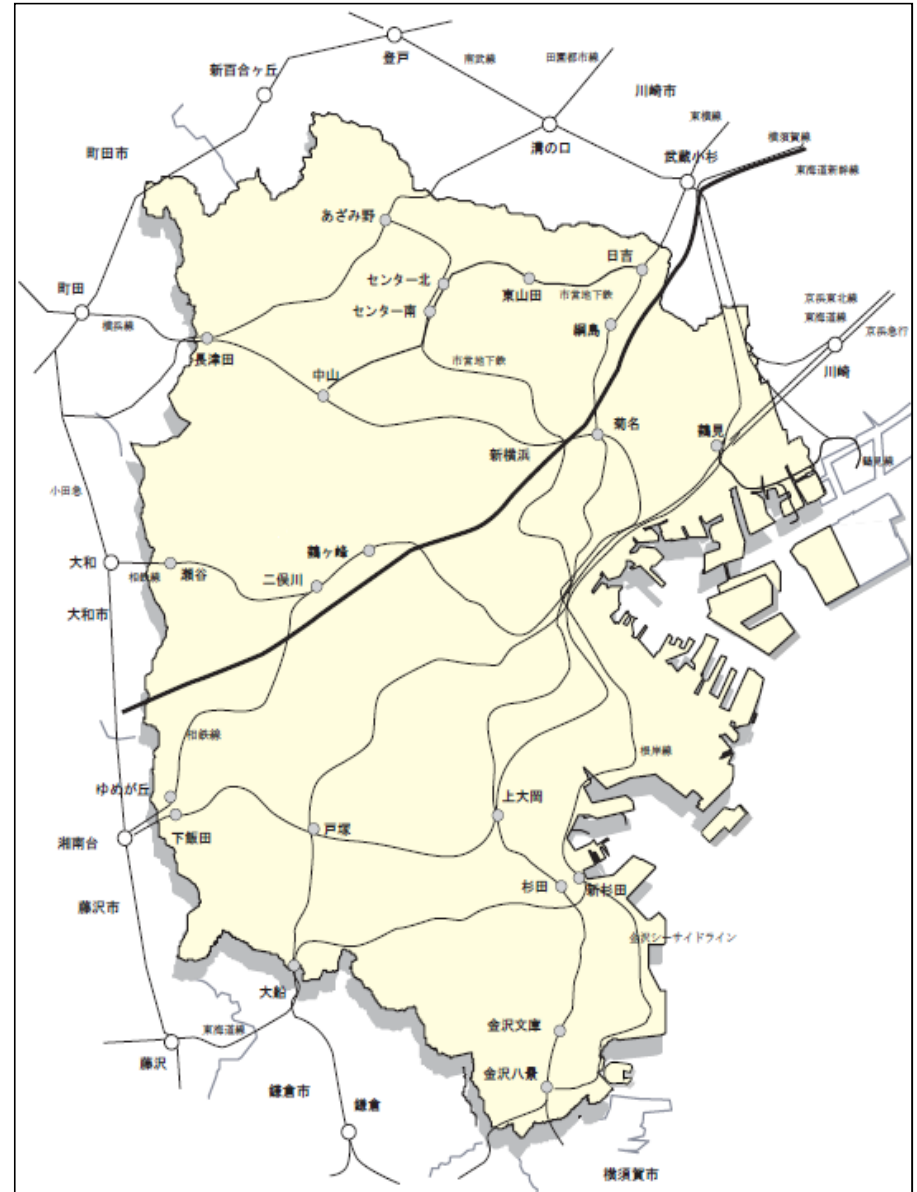 登戸
南武線
田園都市線
新百合ヶ丘
川崎市
東横線
横須賀線
町田市
溝の口
武蔵小杉
東海道新幹線
あざみ野
日吉
センター北
東山田
市営地下鉄
町田
センター南
綱島
京浜東北線
東海道線
京浜急行
横浜線
長津田
市営地下鉄
中山
川崎
菊名
鶴見
新横浜
鶴見線
小田急
鶴ヶ峰
大和
相鉄線
瀬谷
二俣川
大和市
相鉄線
根岸線
ゆめが丘
上大岡
下飯田
戸塚
湘南台
杉田
新杉田
藤沢市
金沢シーサイドライン
大船
東海道線
金沢文庫
藤沢
金沢八景
鎌倉市
鎌倉
横須賀市